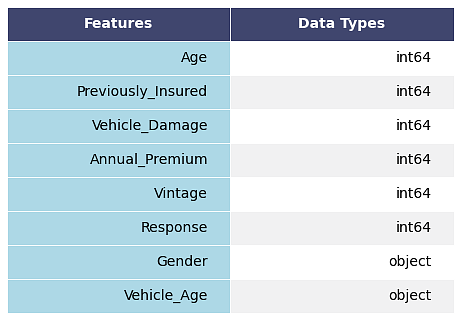 Features Data Types
Age int64
Previously_Insured int64
Vehicle_Damage int64
Annual_Premium int64
Vintage int64
Response int64
Gender object
Vehicle_Age object